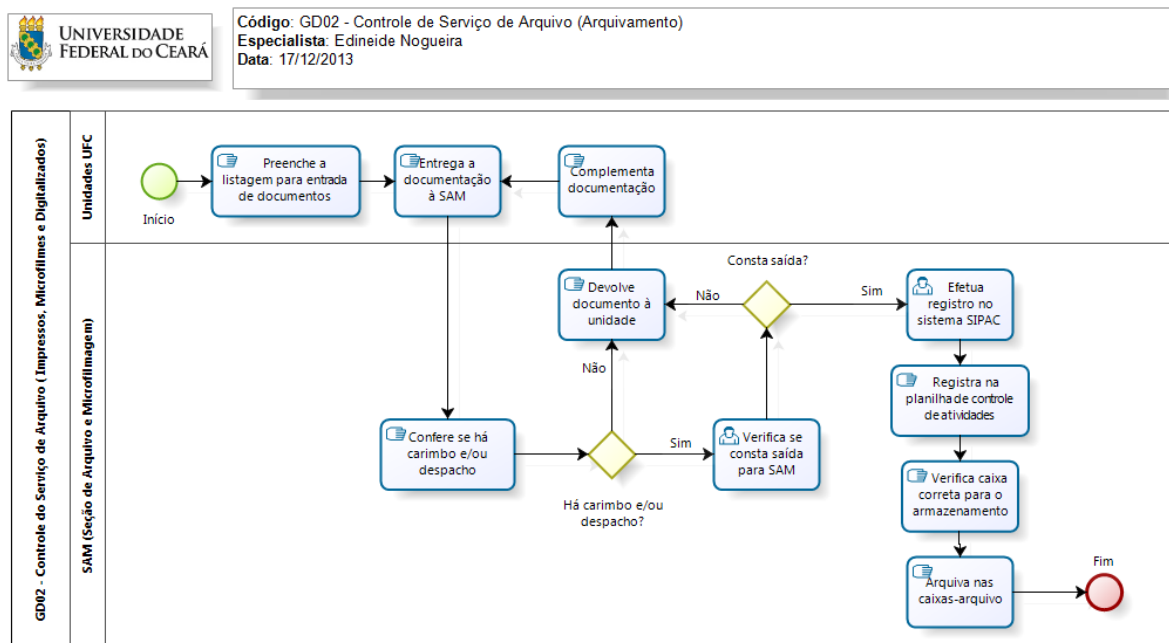 UNIVERSIDADE
FEDERAL DO CEARÁ
Código: GD02 - Controle de Serviço de Arquivo (Arquivamento)
Especialista: Edineide Nogueira
Data: 17/12/2013
GD02 - Controle do Serviço de Arquivo ( Impressos, Microfilmes e Digitalizados)
Unidades UFC
Início
Preenche a
listagem para entrada
de documentos
Entrega a
documentação
à SAM
Complementa
documentação
SAM (Seção de Arquivo e Microfilmagem)
Confere se há
carimbo e/ou
despacho
Há carimbo e/ou
despacho?
Não
Sim
Devolve
documento à
unidade
Verifica se
consta saída
para SAM
Consta saída?
Não
Sim
Efetua
registro no
sistema SIPAC
Registra na
planilha de controle
de atividades
Verifica caixa
correta para o
armazenamento
Arquiva nas
caixas-arquivo
Fim